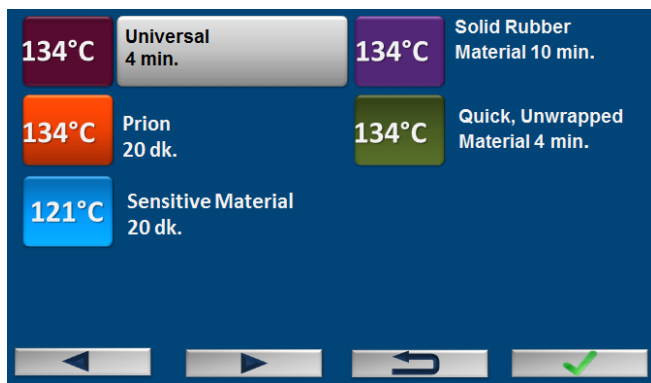 134°C
Universal
4 min.
134°C
Solid Rubber
Material 10 min.
134°C
Prion
20 dk.
134°C
Quick, Unwrapped
Material 4 min.
121°C
Sensitive Material
20 dk.